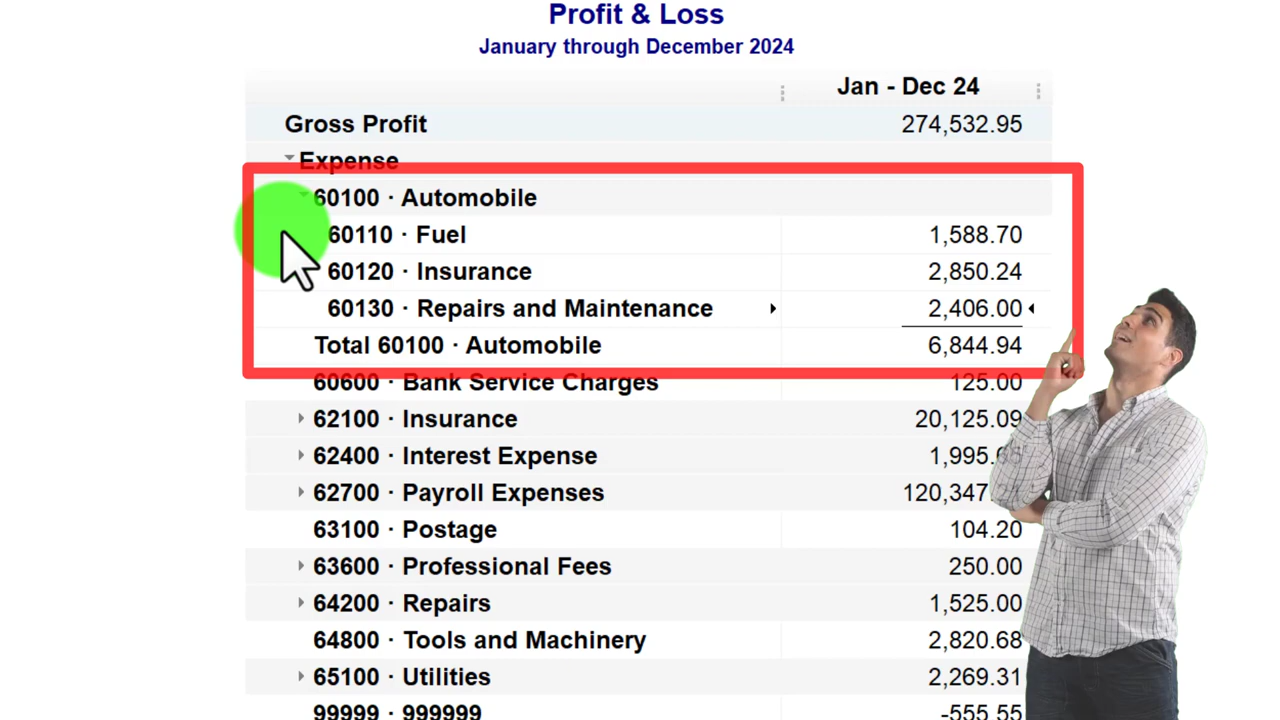 Profit & Loss
January through December 2024
Jan - Dec 24
Gross Profit 274,532.95
Expense
60100 · Automobile
60110 · Fuel 1,588.70
60120 · Insurance 2,850.24
60130 · Repairs and Maintenance 2,406.00
Total 60100 · Automobile 6,844.94
60600 · Bank Service Charges 125.00
62100 · Insurance 20,125.09
62400 · Interest Expense
62700 · Payroll Expenses
63100 · Postage 104.20
63600 · Professional Fees 250.00
64200 · Repairs 1,525.00
64800 · Tools and Machinery 2,820.68
65100 · Utilities 2,269.31
99999 · 999999 -555.55